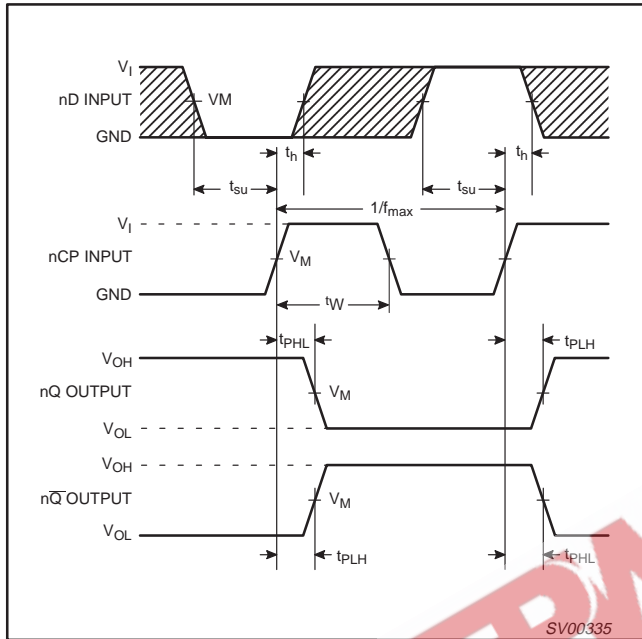 V_I
nD INPUT
VM
GND
t_h
t_h
t_su
t_su
1/f_max
V_I
nCP INPUT
V_M
GND
t_W
t_PHL
t_PLH
V_OH
nQ OUTPUT
V_M
V_OL
V_OH
nQ̅ OUTPUT
V_M
V_OL
t_PLH
t_PHL
SV00335